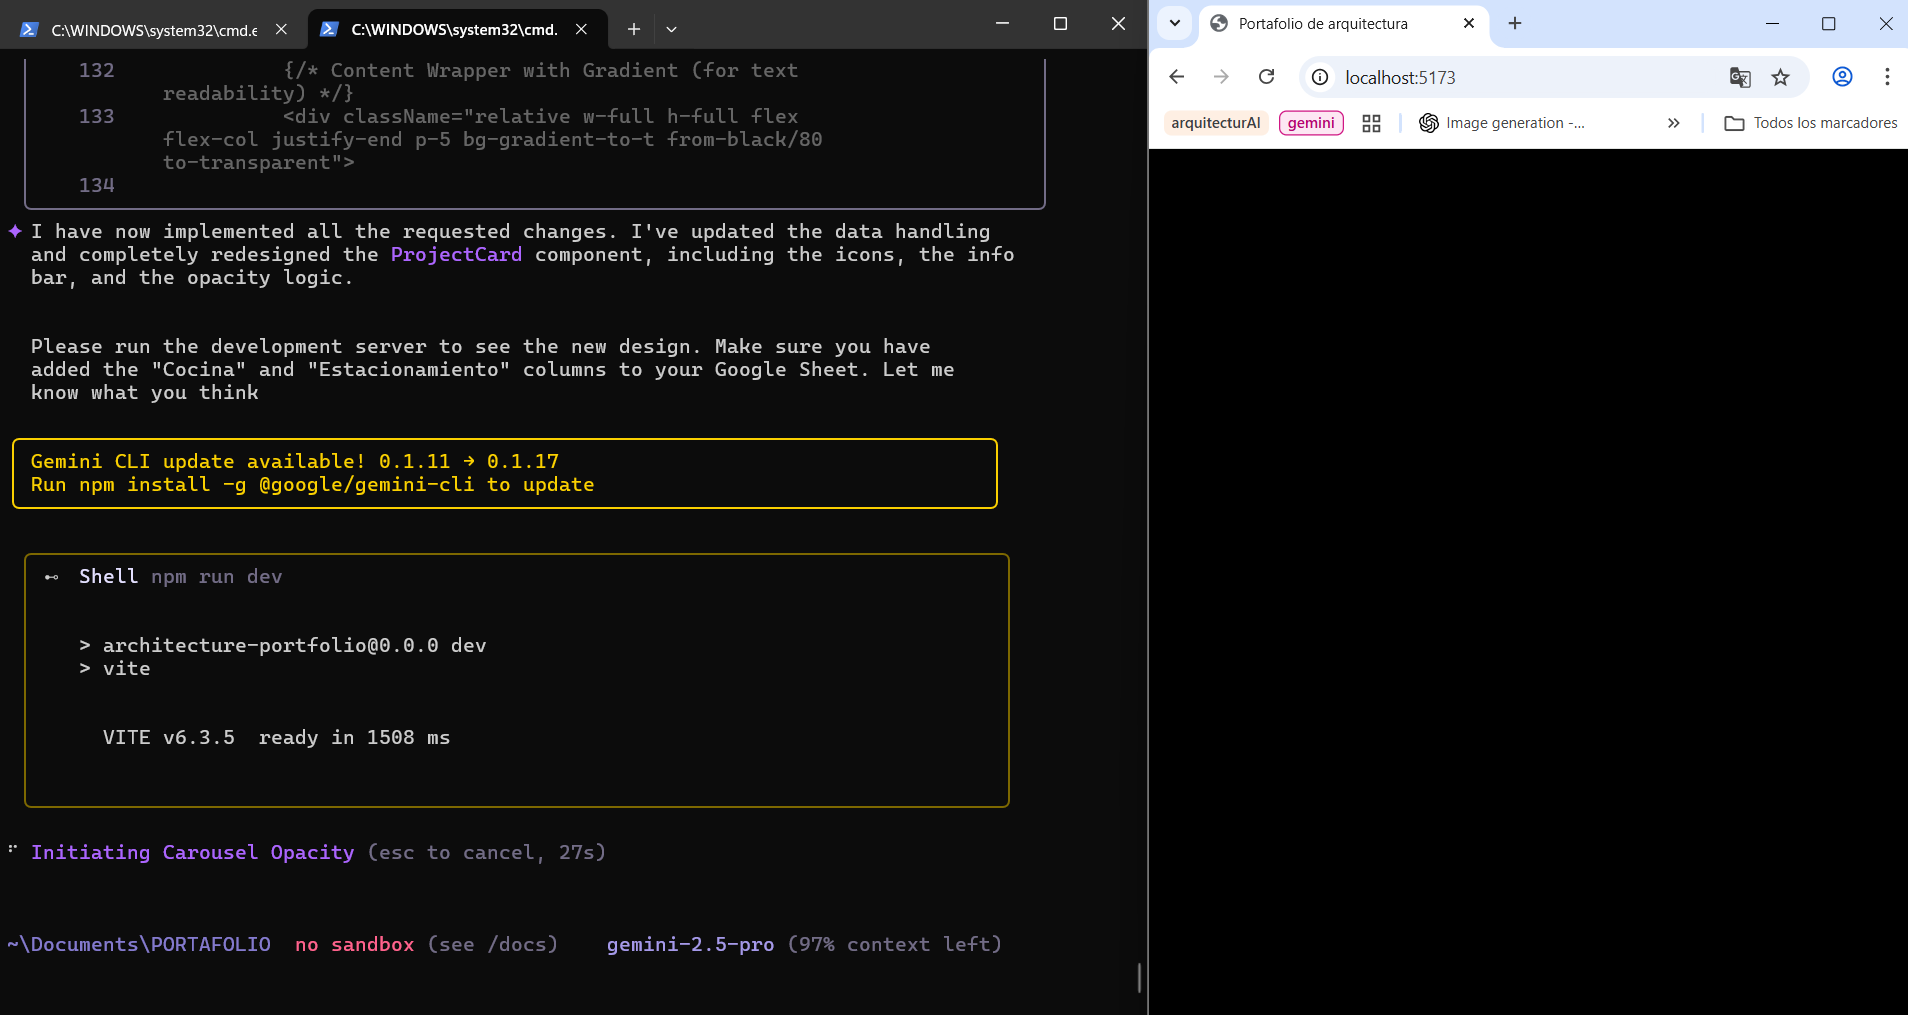 C:\WINDOWS\system32\cmd.e
C:\WINDOWS\system32\cmd.
132 {/* Content Wrapper with Gradient (for text
readability) */}
133 <div className="relative w-full h-full flex
flex-col justify-end p-5 bg-gradient-to-t from-black/80
to-transparent">
134
I have now implemented all the requested changes. I've updated the data handling
and completely redesigned the ProjectCard component, including the icons, the info
bar, and the opacity logic.
Please run the development server to see the new design. Make sure you have
added the "Cocina" and "Estacionamiento" columns to your Google Sheet. Let me
know what you think
Gemini CLI update available! 0.1.11 → 0.1.17
Run npm install -g @google/gemini-cli to update
Shell npm run dev
> architecture-portfolio@0.0.0 dev
> vite
VITE v6.3.5 ready in 1508 ms
Initiating Carousel Opacity (esc to cancel, 27s)
~\Documents\PORTAFOLIO no sandbox (see /docs) gemini-2.5-pro (97% context left)
Portafolio de arquitectura
localhost:5173
arquitecturAI gemini Image generation -... » Todos los marcadores